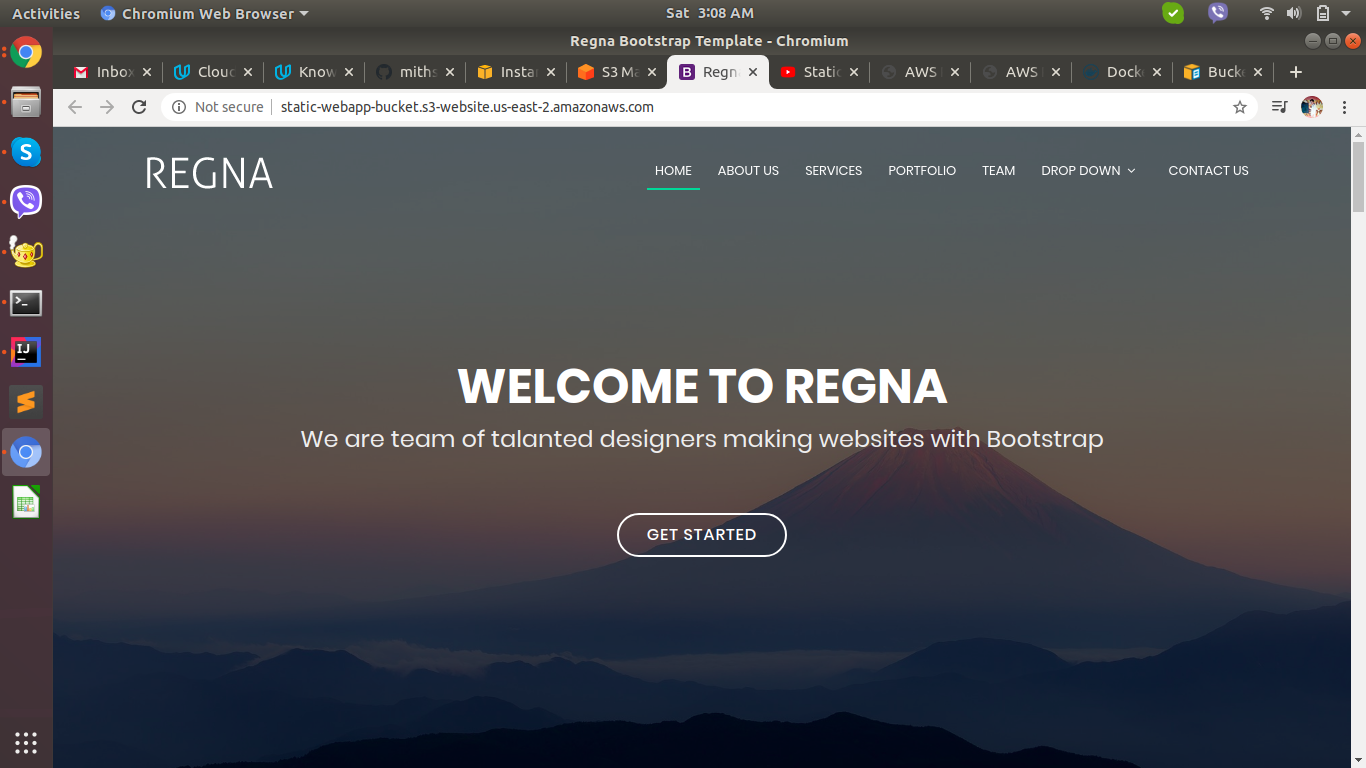 Activities Chromium Web Browser Sat 3:08 AM
Regna Bootstrap Template - Chromium
Inbox Clouc Know miths Instar S3 Ma Regna Static AWS AWS Docke Bucke
Not secure static-webapp-bucket.s3-website.us-east-2.amazonaws.com
REGNA
HOME ABOUT US SERVICES PORTFOLIO TEAM DROP DOWN CONTACT US
WELCOME TO REGNA
We are team of talanted designers making websites with Bootstrap
GET STARTED